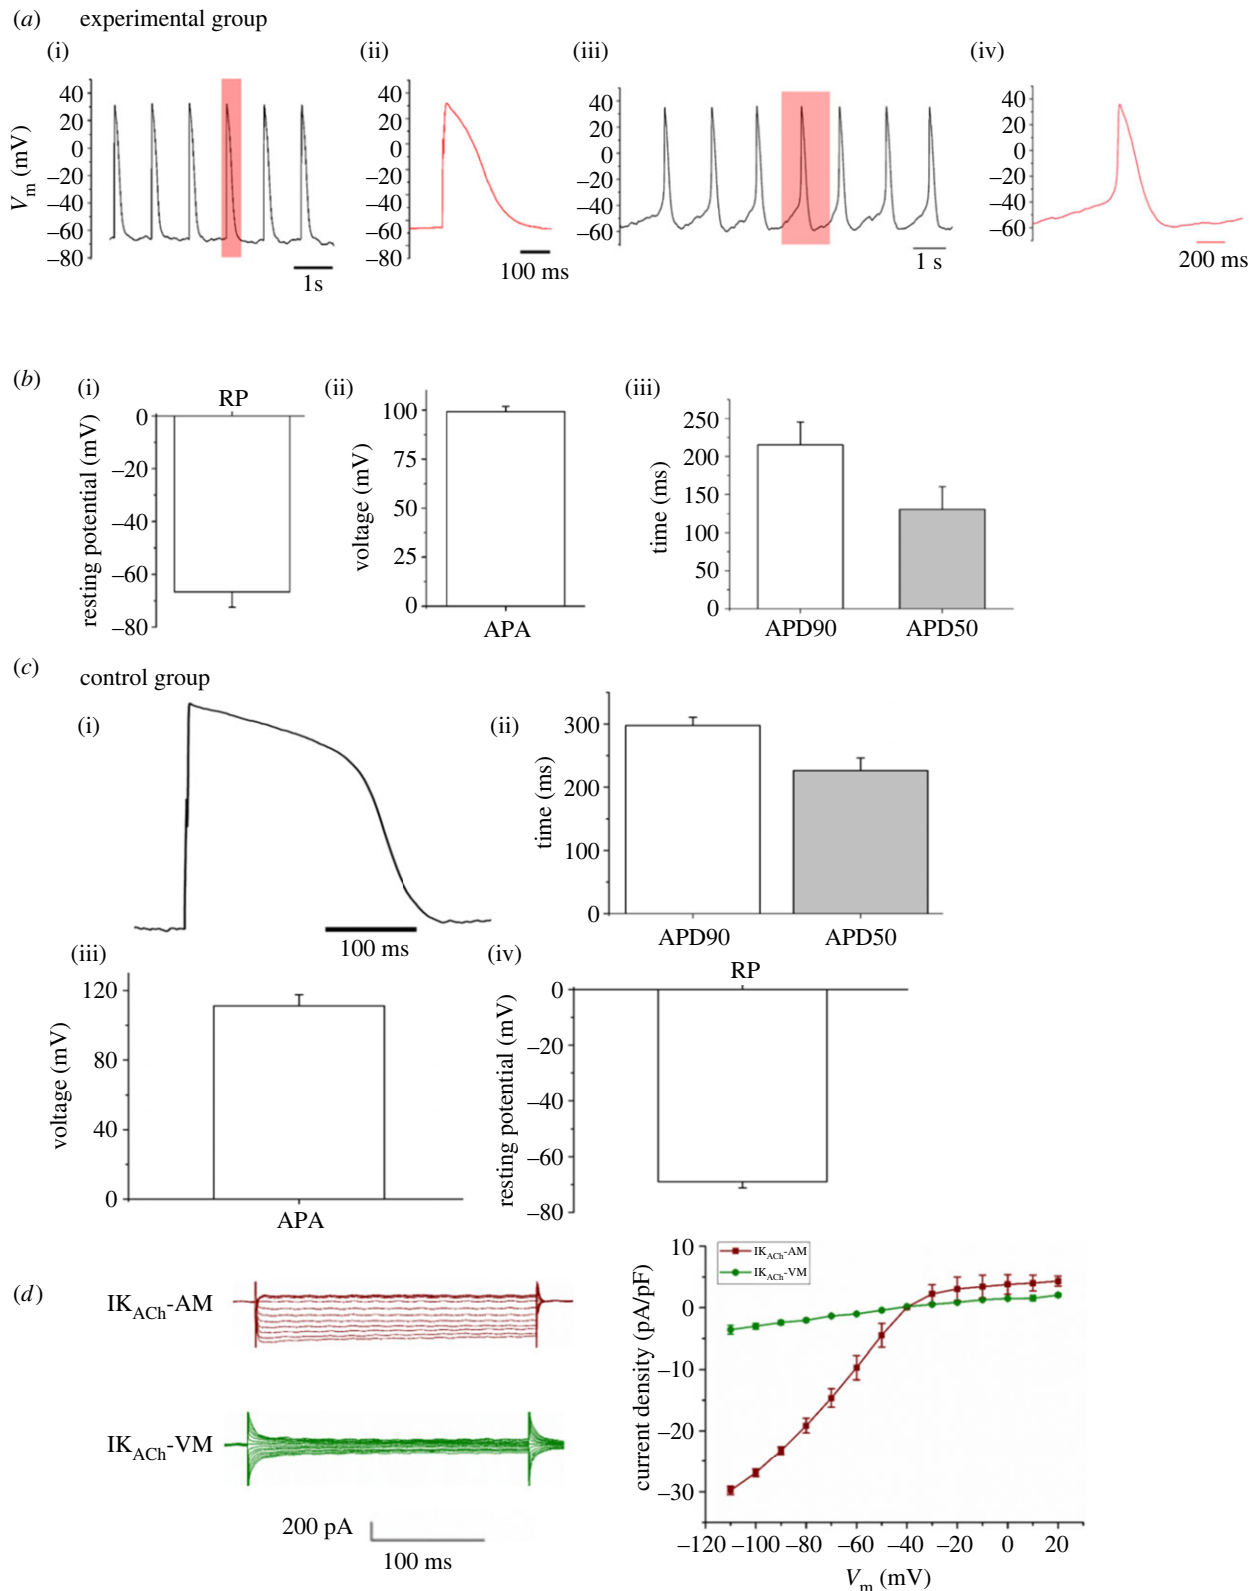 (a) experimental group
(i) (ii) (iii) (iv)
V_m (mV)
40 20 0 –20 –40 –60 –80
1s
40 20 0 –20 –40 –60 –80
100 ms
40 20 0 –20 –40 –60
1 s
40 20 0 –20 –40 –60
200 ms
(b)
(i)
RP
resting potential (mV)
0 –20 –40 –60 –80
(ii)
voltage (mV)
100 75 50 25 0
APA
(iii)
time (ms)
250 200 150 100 50 0
APD90 APD50
(c) control group
(i)
100 ms
(ii)
time (ms)
300 200 100 0
APD90 APD50
(iii)
voltage (mV)
120 80 40 0
APA
(iv)
RP
resting potential (mV)
0 –20 –40 –60 –80
(d)
IK_ACh-AM
IK_ACh-VM
200 pA
100 ms
IK_ACh-AM
IK_ACh-VM
current density (pA/pF)
10 0 –10 –20 –30
–120 –100 –80 –60 –40 –20 0 20
V_m (mV)